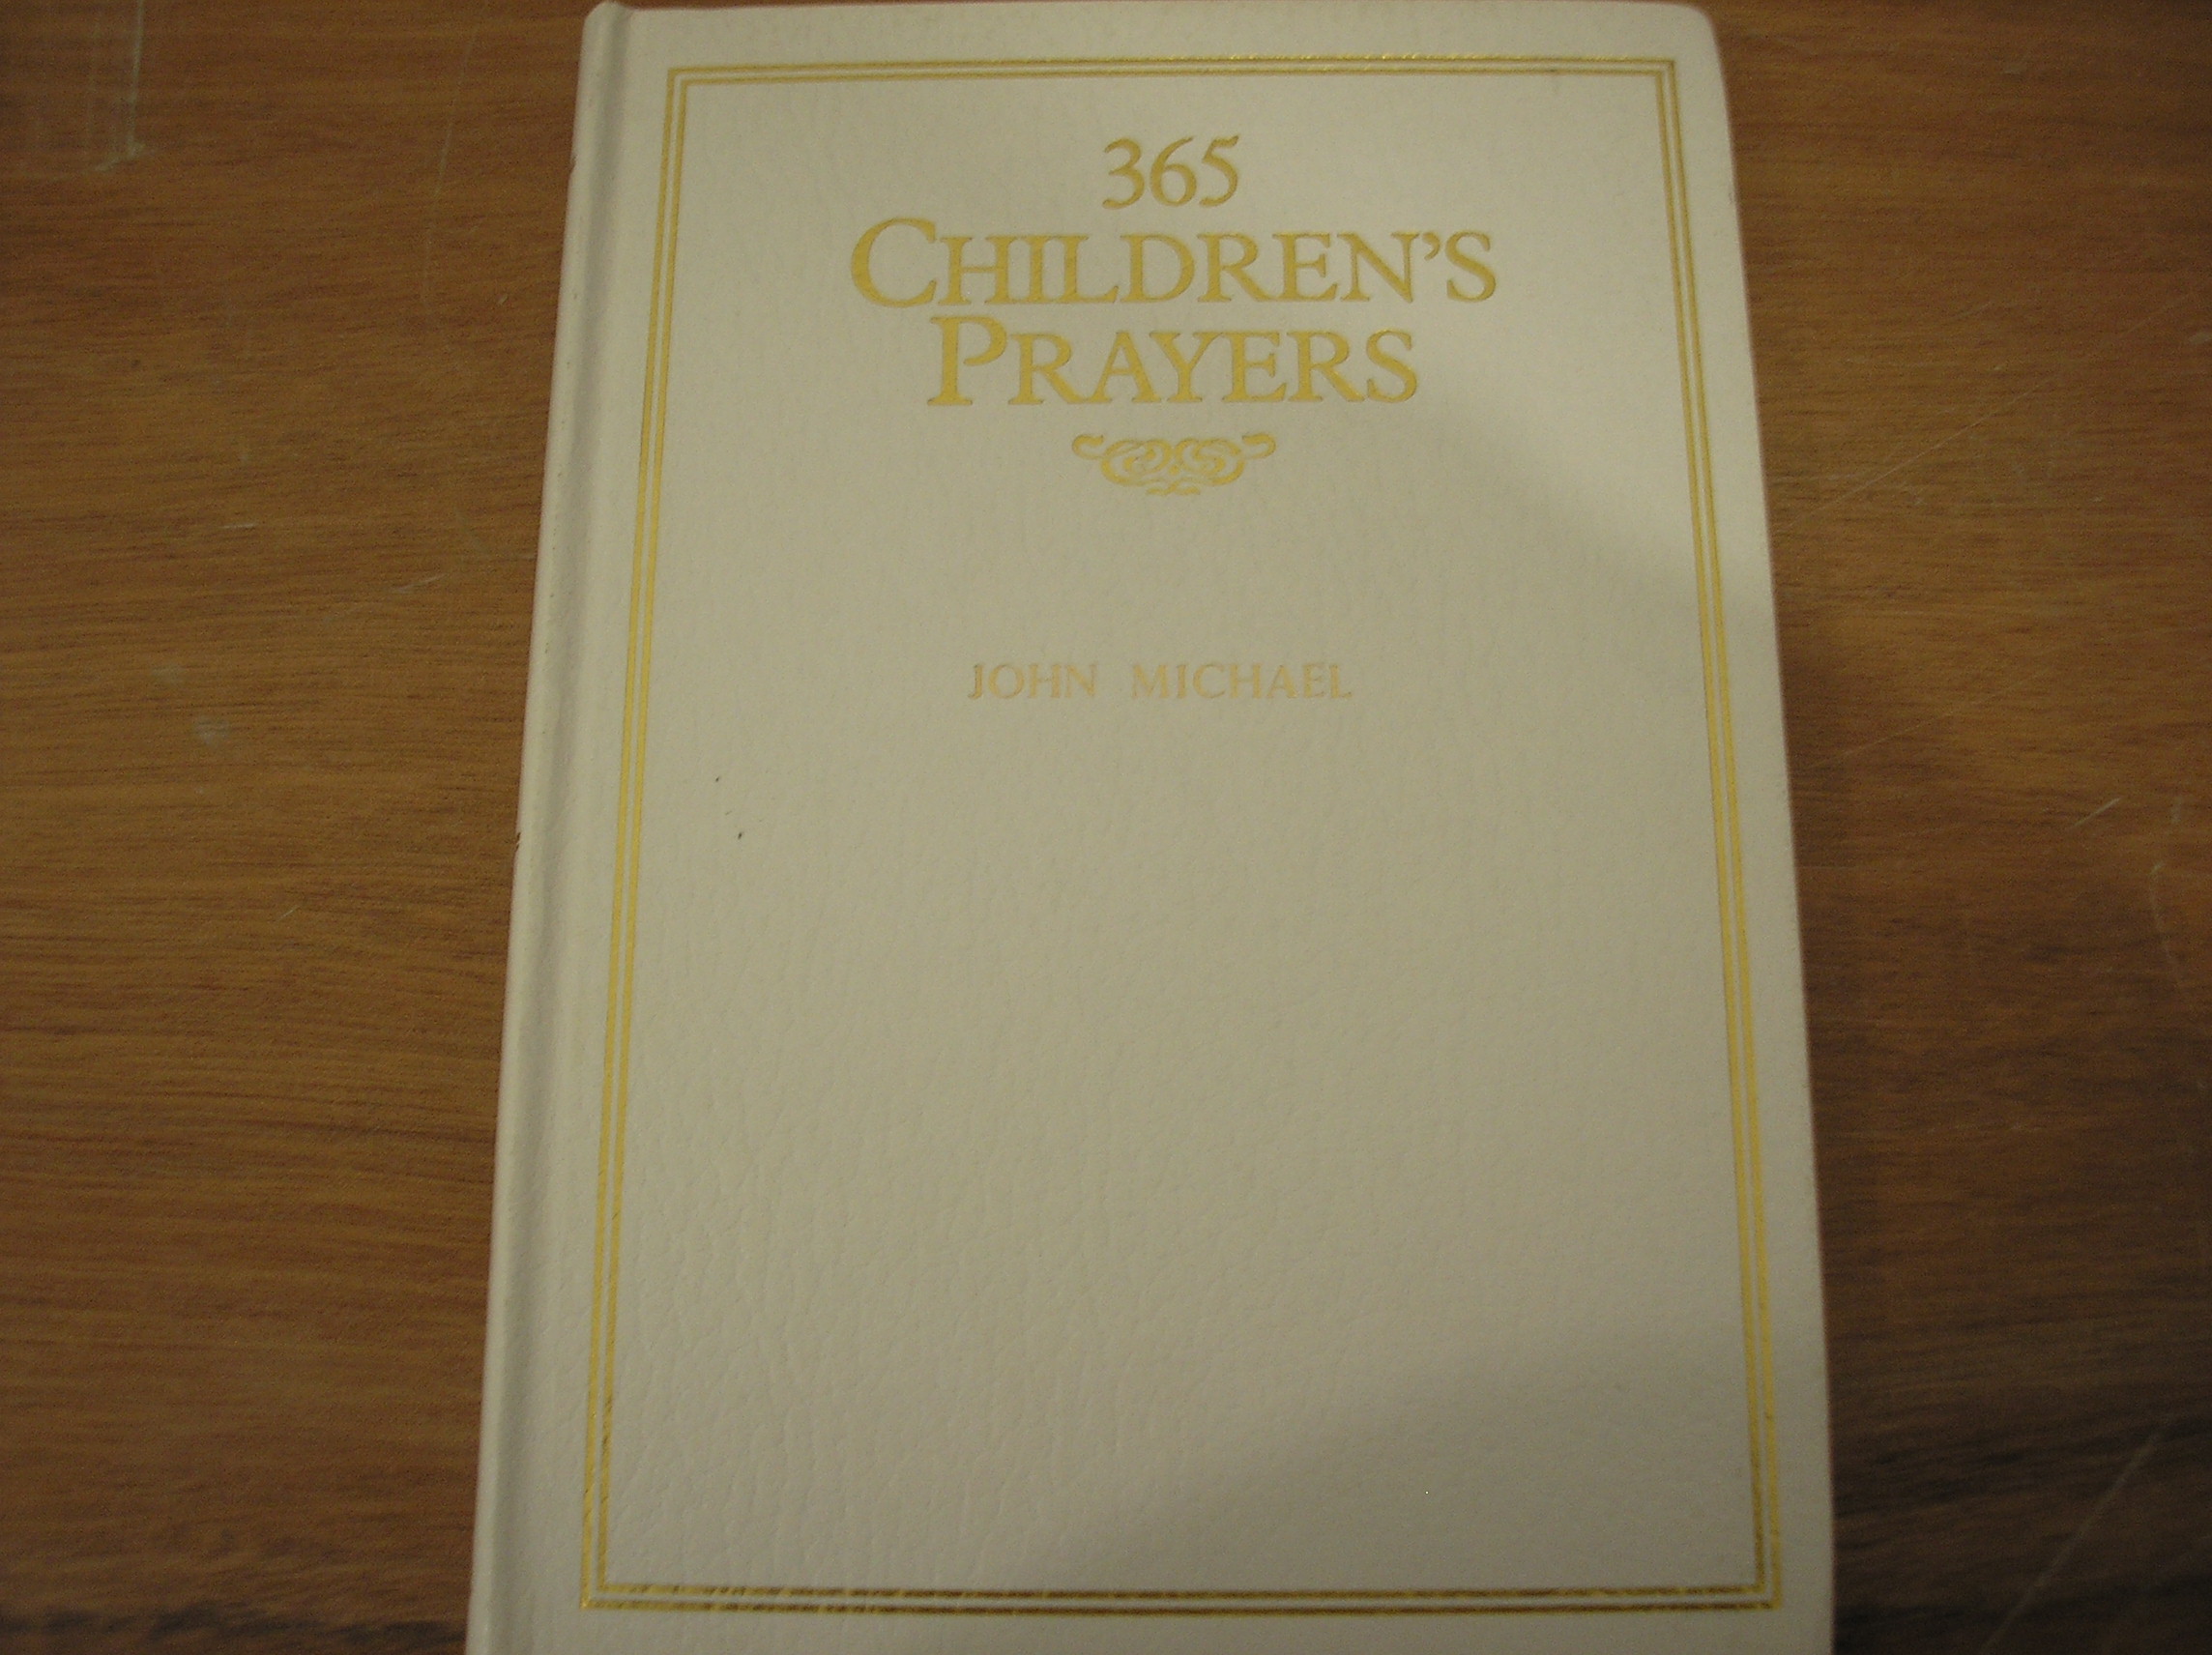 365
CHILDREN'S
PRAYERS
JOHN MICHAEL